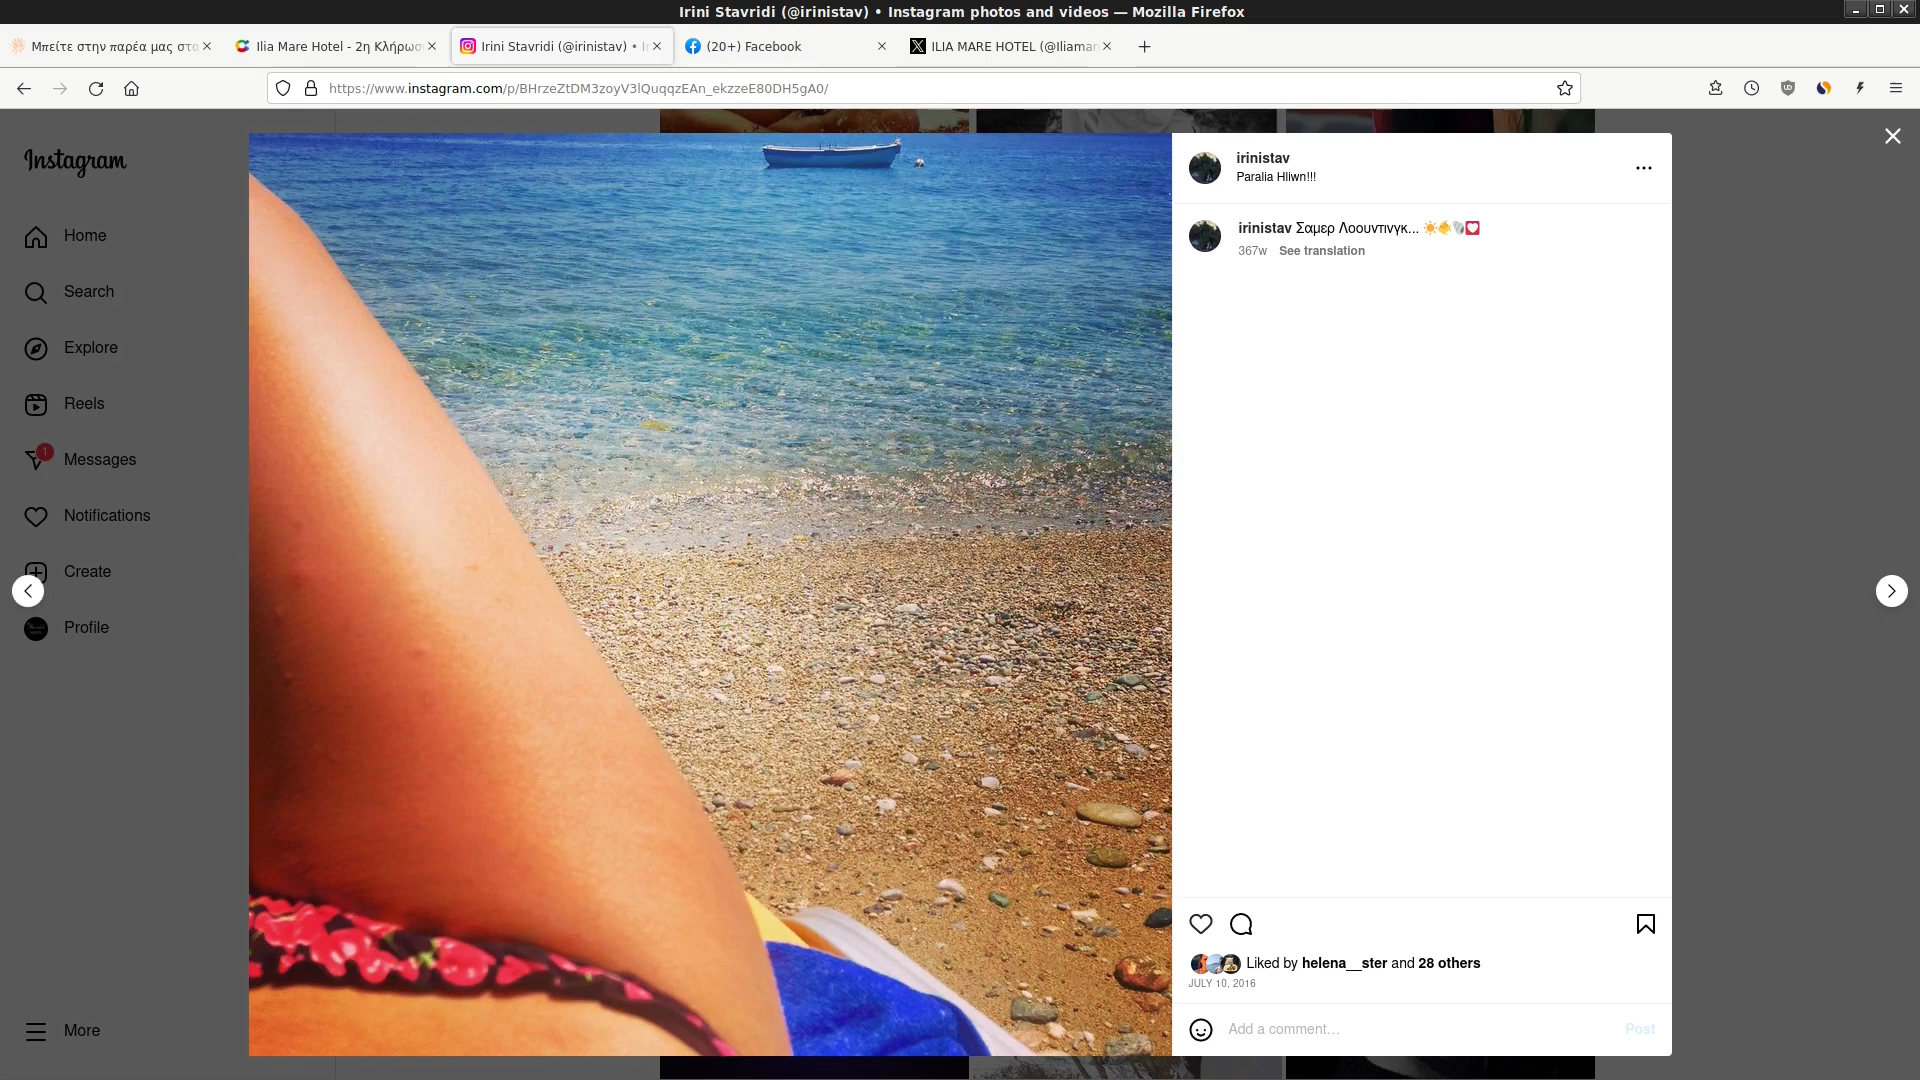 Irini Stavridi (@irinistav) • Instagram photos and videos — Mozilla Firefox
Μπείτε στην παρέα μας στο
Ilia Mare Hotel - 2η Κλήρωσ
Irini Stavridi (@irinistav) • In
(20+) Facebook
ILIA MARE HOTEL (@Iliamar
https://www.instagram.com/p/BHrzeZtDM3zoyV3lQuqqzEAn_ekzzeE80DH5gA0/
Instagram
Home
Search
Explore
Reels
1
Messages
Notifications
Create
Profile
More
irinistav
Paralia Hliwn!!!
irinistav Σαμερ Λοουντινγκ... ☀️🐠🐚💟
367w See translation
Liked by helena__ster and 28 others
JULY 10, 2016
Add a comment...
Post